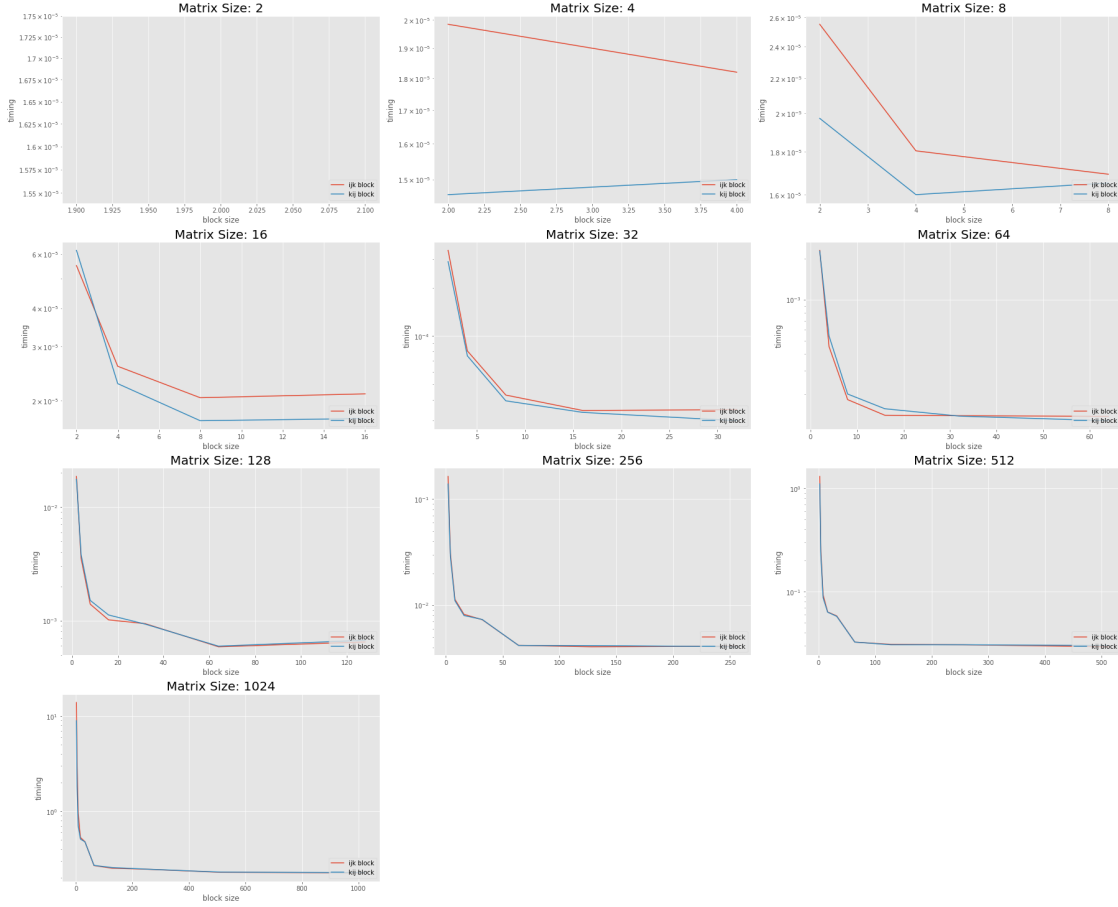 Matrix Size: 2
1.75 × 10⁻⁵
1.725 × 10⁻⁵
1.7 × 10⁻⁵
1.675 × 10⁻⁵
1.65 × 10⁻⁵
1.625 × 10⁻⁵
1.6 × 10⁻⁵
1.575 × 10⁻⁵
1.55 × 10⁻⁵
timing
ijk block
kij block
1.900 1.925 1.950 1.975 2.000 2.025 2.050 2.075 2.100
block size
Matrix Size: 4
2 × 10⁻⁵
1.9 × 10⁻⁵
1.8 × 10⁻⁵
1.7 × 10⁻⁵
1.6 × 10⁻⁵
1.5 × 10⁻⁵
timing
ijk block
kij block
2.00 2.25 2.50 2.75 3.00 3.25 3.50 3.75 4.00
block size
Matrix Size: 8
2.6 × 10⁻⁵
2.4 × 10⁻⁵
2.2 × 10⁻⁵
2 × 10⁻⁵
1.8 × 10⁻⁵
1.6 × 10⁻⁵
timing
ijk block
kij block
2 3 4 5 6 7 8
block size
Matrix Size: 16
6 × 10⁻⁵
4 × 10⁻⁵
3 × 10⁻⁵
2 × 10⁻⁵
timing
ijk block
kij block
2 4 6 8 10 12 14 16
block size
Matrix Size: 32
10⁻⁴
timing
ijk block
kij block
5 10 15 20 25 30
block size
Matrix Size: 64
10⁻³
timing
ijk block
kij block
0 10 20 30 40 50 60
block size
Matrix Size: 128
10⁻²
10⁻³
timing
ijk block
kij block
0 20 40 60 80 100 120
block size
Matrix Size: 256
10⁻¹
10⁻²
timing
ijk block
kij block
0 50 100 150 200 250
block size
Matrix Size: 512
10⁰
10⁻¹
timing
ijk block
kij block
0 100 200 300 400 500
block size
Matrix Size: 1024
10¹
10⁰
timing
ijk block
kij block
0 200 400 600 800 1000
block size